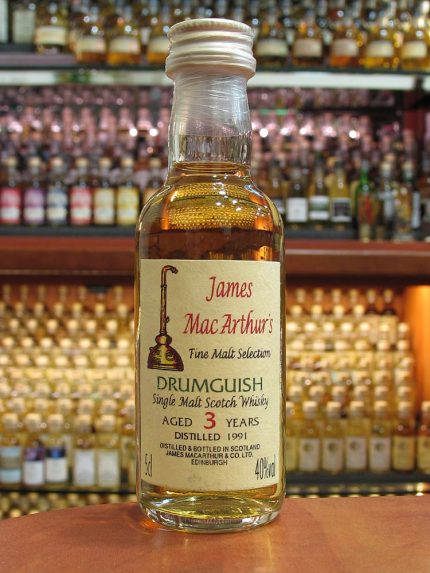 James
MacArthur's
Fine Malt Selection
DRUMGUISH
Single Malt Scotch Whisky
AGED 3 YEARS
DISTILLED 1991
DISTILLED & BOTTLED IN SCOTLAND
JAMES MACARTHUR & CO. LTD.
EDINBURGH
5cl 40%vol